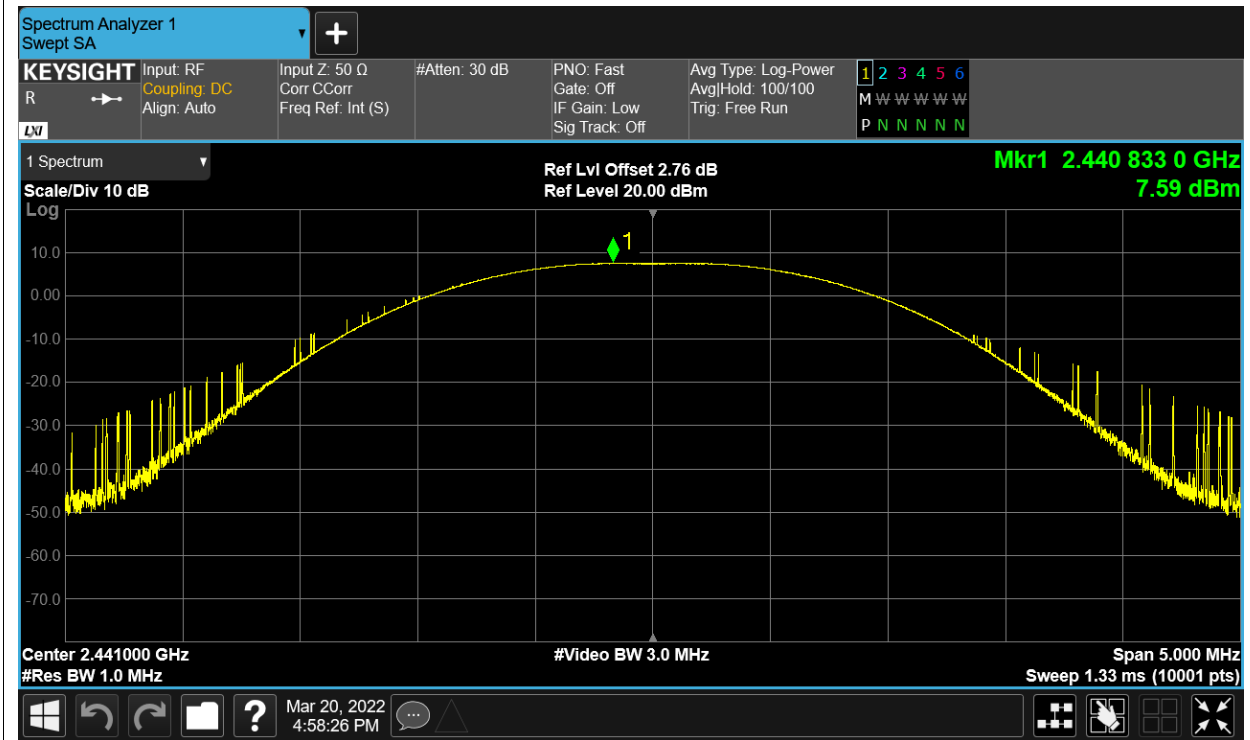 Spectrum Analyzer 1
Swept SA
KEYSIGHT
R
LXI
Input: RF
Coupling: DC
Align: Auto
Input Z: 50 Ω
Corr CCorr
Freq Ref: Int (S)
#Atten: 30 dB
PNO: Fast
Gate: Off
IF Gain: Low
Sig Track: Off
Avg Type: Log-Power
Avg|Hold: 100/100
Trig: Free Run
1 2 3 4 5 6
M W W W W W
P N N N N N
1 Spectrum
Scale/Div 10 dB
Log
Ref Lvl Offset 2.76 dB
Ref Level 20.00 dBm
Mkr1 2.440 833 0 GHz
7.59 dBm
1
10.0
0.00
-10.0
-20.0
-30.0
-40.0
-50.0
-60.0
-70.0
Center 2.441000 GHz
#Res BW 1.0 MHz
#Video BW 3.0 MHz
Span 5.000 MHz
Sweep 1.33 ms (10001 pts)
?
Mar 20, 2022
4:58:26 PM